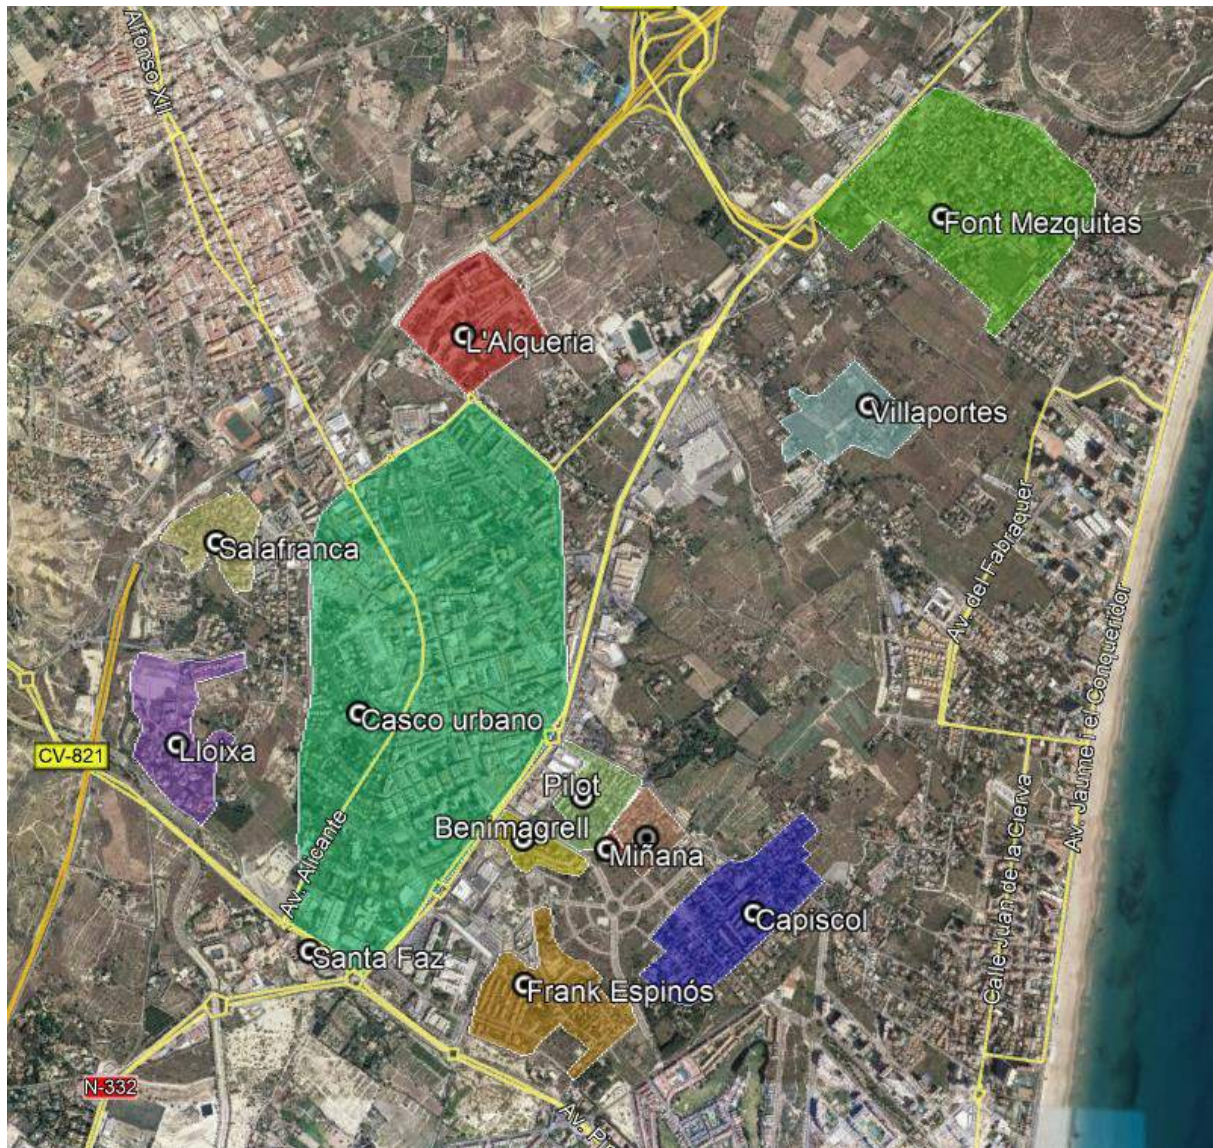 Alfonso XII
Font Mezquitas
L'Alqueria
Villaportes
Salafranca
Av. del Fabraquer
Casco urbano
Lloixa
CV-821
Av. Jaume I el Conqueridor
Pilot
Benimagrell
Miñana
Calle Juan de la Cierva
Av. Alicante
Capiscol
Santa Faz
Frank Espinós
N-332